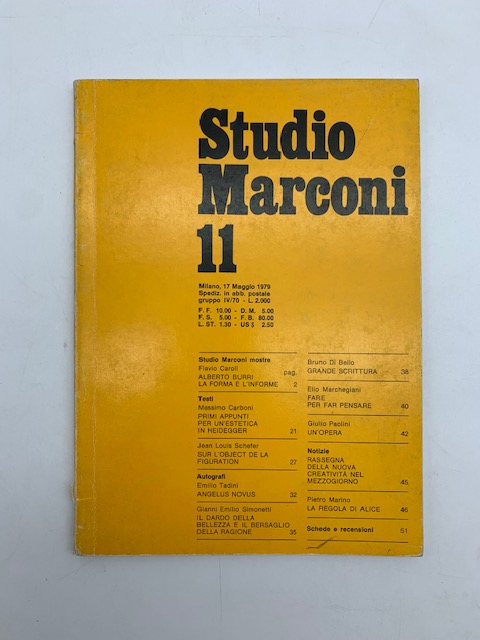 Studio
Marconi
11
Milano, 17 Maggio 1979
Spediz. in abb. postale
gruppo IV/70 - L. 2.000
F. F. 10.00 - D. M. 5.00
F. S. 5.00 - F. B. 80.00
L. ST. 1.30 - US $ 2.50
Studio Marconi mostre
Flavio Caroli pag.
ALBERTO BURRI
LA FORMA E L'INFORME 2
Testi
Massimo Carboni
PRIMI APPUNTI
PER UN'ESTETICA
IN HEIDEGGER 21
Jean Louis Schefer
SUR L'OBJECT DE LA
FIGURATION 27
Autografi
Emilio Tadini
ANGELUS NOVUS 32
Gianni Emilio Simonetti
IL DARDO DELLA
BELLEZZA E IL BERSAGLIO
DELLA RAGIONE 35
Bruno Di Bello
GRANDE SCRITTURA 38
Elio Marchegiani
FARE
PER FAR PENSARE 40
Giulio Paolini
UN'OPERA 42
Notizie
RASSEGNA
DELLA NUOVA
CREATIVITÀ NEL
MEZZOGIORNO 45
Pietro Marino
LA REGOLA DI ALICE 46
Schede e recensioni 51